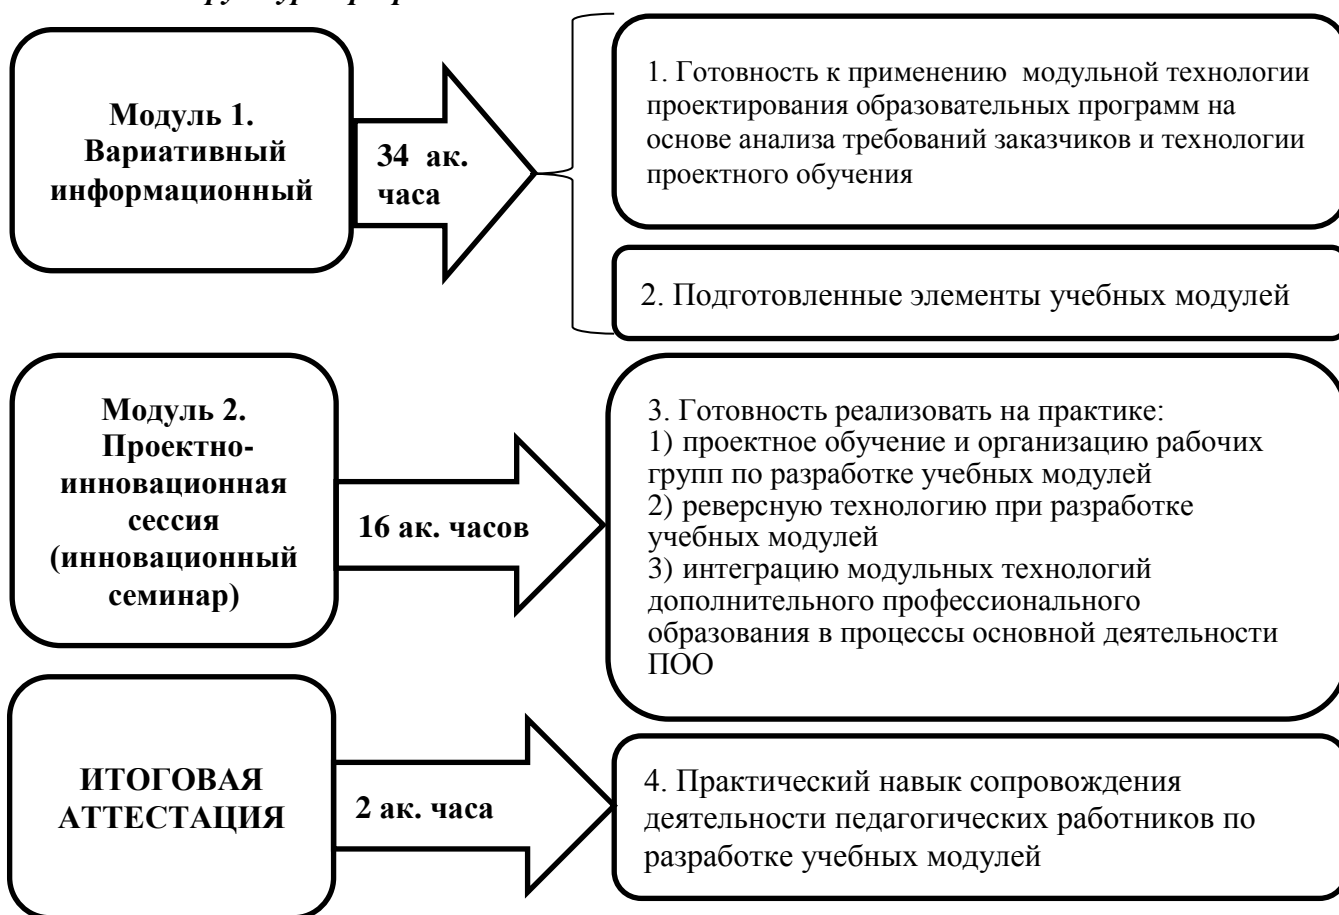 Модуль 1.
Вариативный
информационный
34 ак.
часа
1. Готовность к применению модульной технологии
проектирования образовательных программ на
основе анализа требований заказчиков и технологии
проектного обучения
2. Подготовленные элементы учебных модулей
Модуль 2.
Проектно-
инновационная
сессия
(инновационный
семинар)
16 ак. часов
3. Готовность реализовать на практике:
1) проектное обучение и организацию рабочих
групп по разработке учебных модулей
2) реверсную технологию при разработке
учебных модулей
3) интеграцию модульных технологий
дополнительного профессионального
образования в процессы основной деятельности
ПОО
ИТОГОВАЯ
АТТЕСТАЦИЯ
2 ак. часа
4. Практический навык сопровождения
деятельности педагогических работников по
разработке учебных модулей